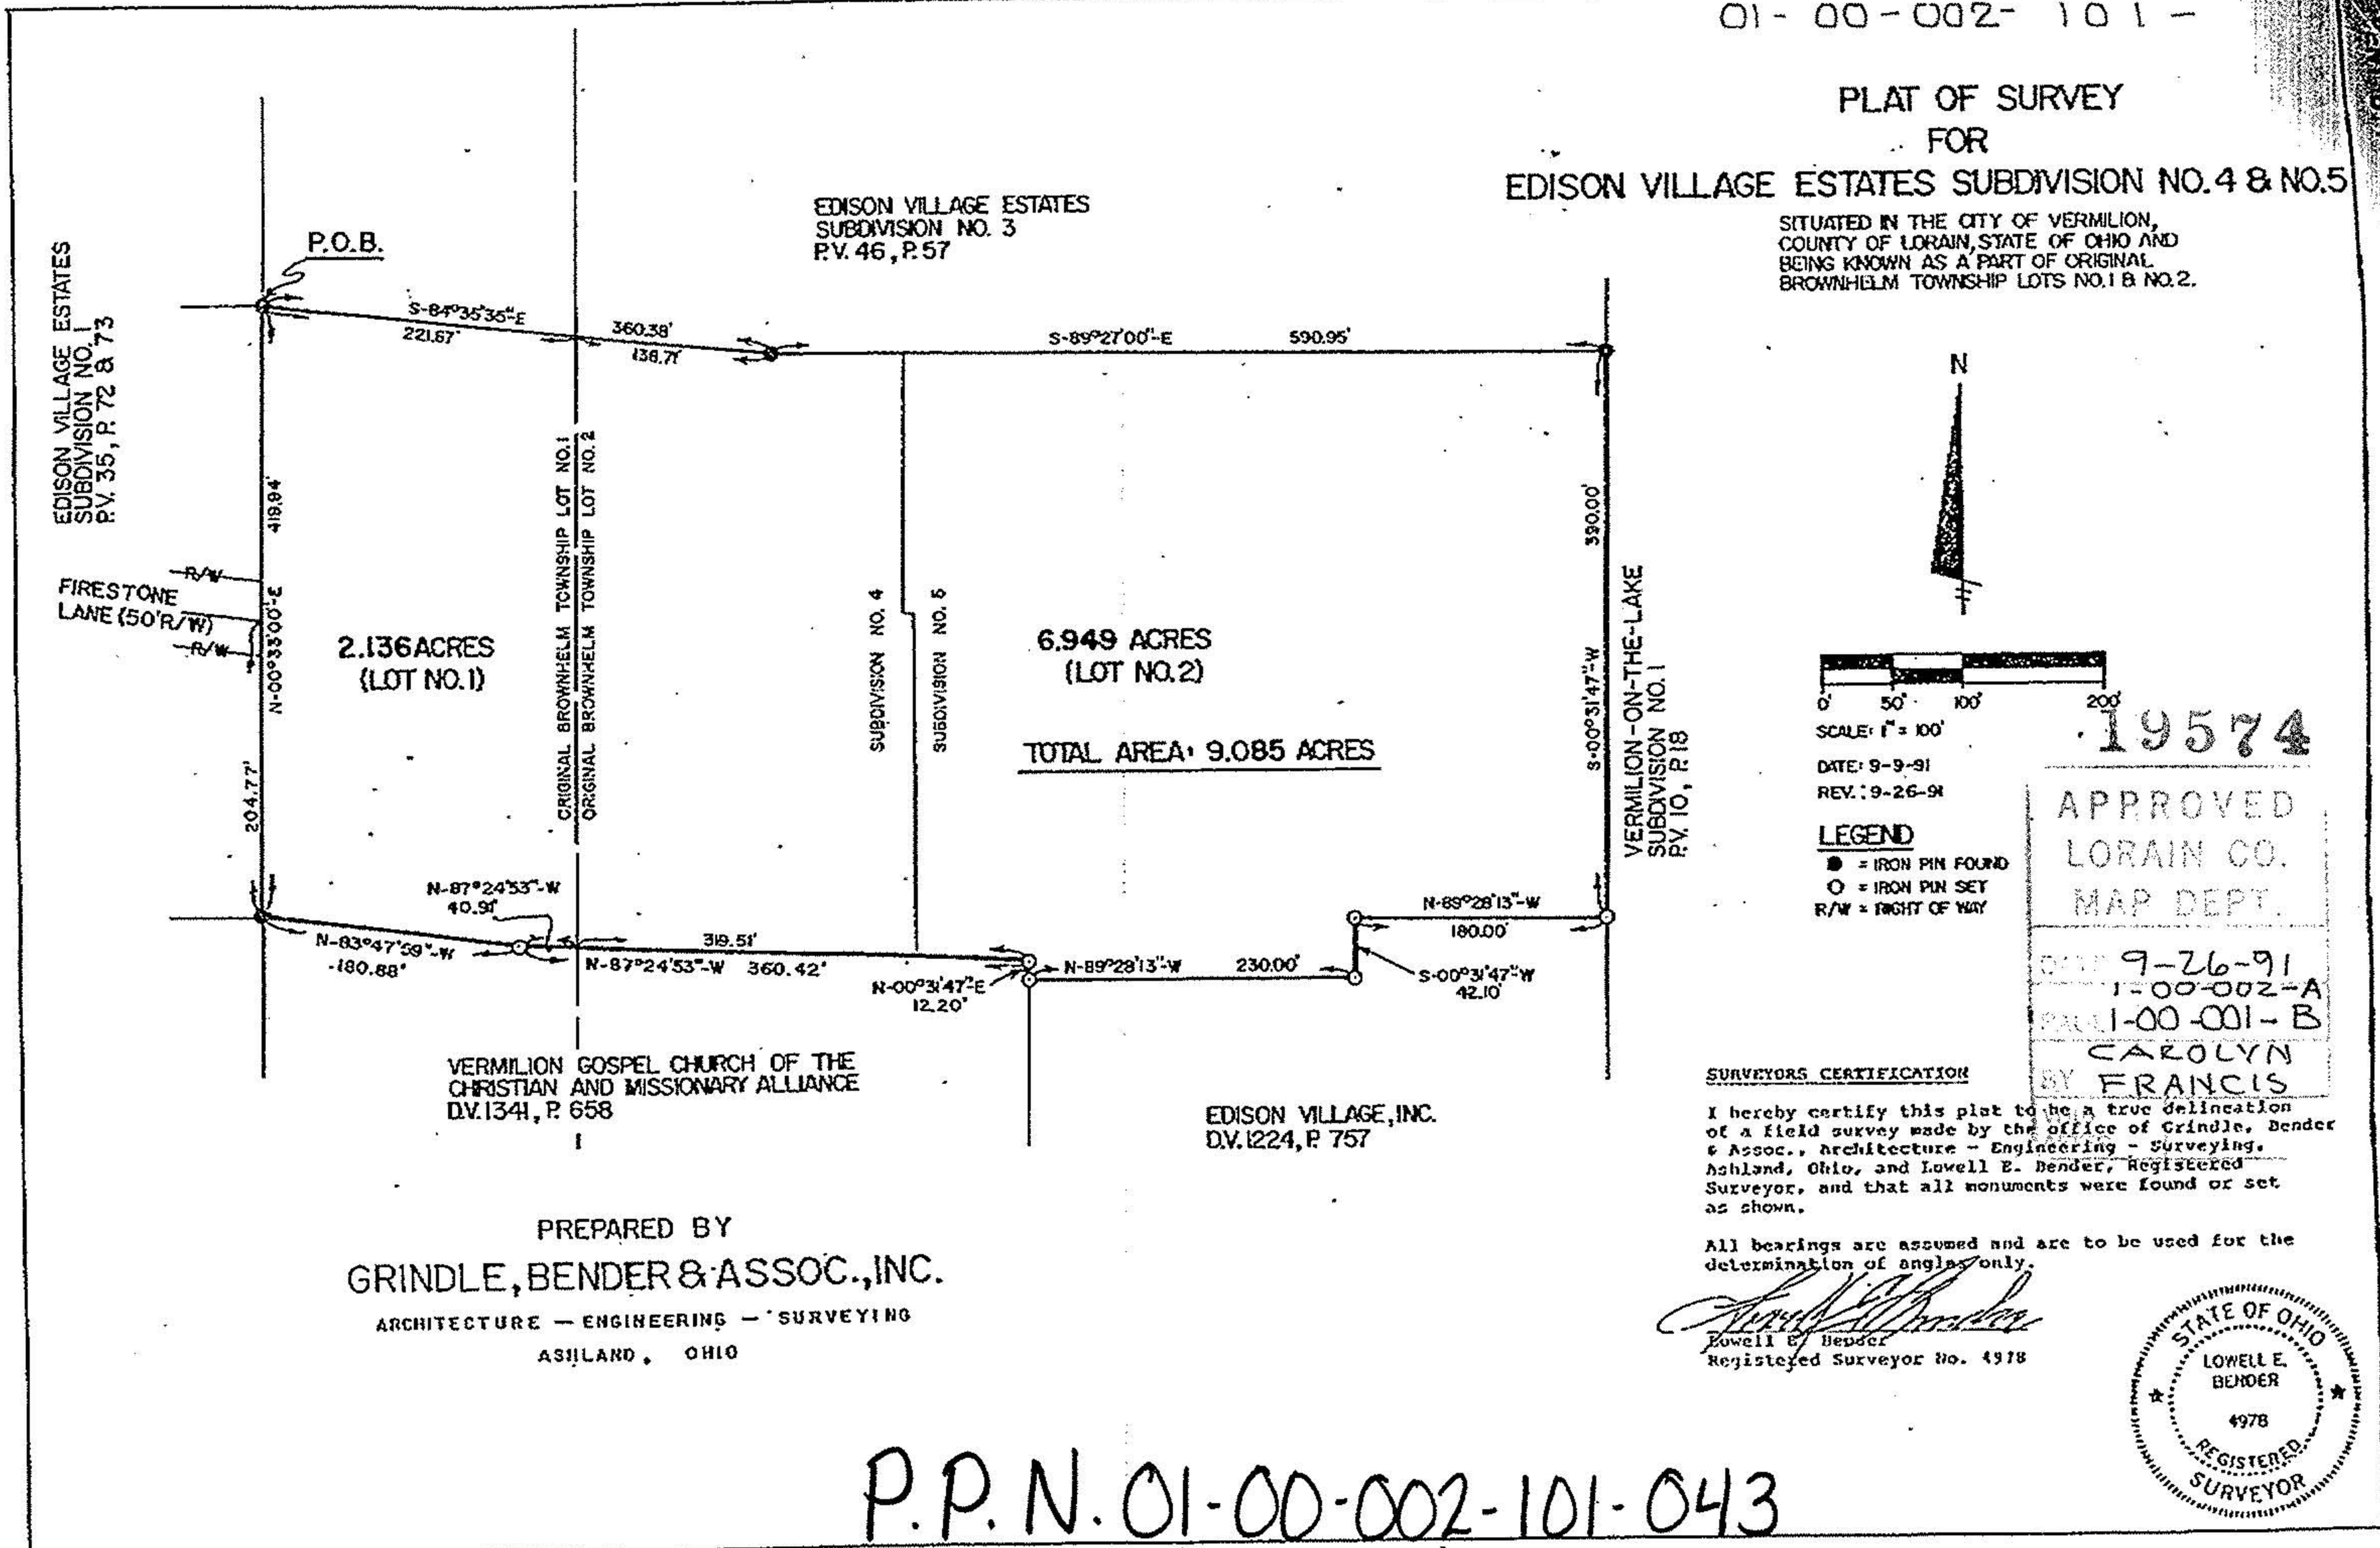 01-00-002-101-
PLAT OF SURVEY
FOR
EDISON VILLAGE ESTATES SUBDIVISION NO.4 & NO.5
SITUATED IN THE CITY OF VERMILION,
COUNTY OF LORAIN, STATE OF OHIO AND
BEING KNOWN AS A PART OF ORIGINAL
BROWNHELM TOWNSHIP LOTS NO.1 & NO.2.
EDISON VILLAGE ESTATES
SUBDIVISION NO. 3
P.V. 46, P. 57
P.O.B.
EDISON VILLAGE ESTATES
SUBDIVISION NO. 1
P.V. 35, P. 72 & 73
S-84°35'35"-E
221.67'
360.38'
138.71'
S-89°27'00"-E 590.95'
N
419.94'
N-00°33'00"-E
204.77'
R/W
FIRESTONE
LANE (50'R/W)
R/W
2.136 ACRES
(LOT NO.1)
ORIGINAL BROWNHELM TOWNSHIP LOT NO.1
ORIGINAL BROWNHELM TOWNSHIP LOT NO. 2
SUBDIVISION NO. 4
SUBDIVISION NO. 5
6.949 ACRES
(LOT NO.2)
TOTAL AREA: 9.085 ACRES
390.00'
S-00°31'47"-W
VERMILION-ON-THE-LAKE
SUBDIVISION NO. 1
P.V. 10, P. 18
0' 50' 100' 200'
SCALE: 1" = 100'
DATE: 9-9-91
REV.: 9-26-91
19574
LEGEND
= IRON PIN FOUND
= IRON PIN SET
R/W = RIGHT OF WAY
APPROVED
LORAIN CO.
MAP DEPT.
DATE 9-26-91
1-00-002-A
PAGE 1-00-001-B
CAROLYN
BY FRANCIS
N-87°24'53"-W
40.91'
N-83°47'59"-W
180.88'
319.51'
N-87°24'53"-W 360.42'
N-00°31'47"-E
12.20'
N-89°28'13"-W 230.00'
N-89°28'13"-W
180.00'
S-00°31'47"-W
42.10'
VERMILION GOSPEL CHURCH OF THE
CHRISTIAN AND MISSIONARY ALLIANCE
D.V. 1341, P. 658
EDISON VILLAGE, INC.
D.V. 1224, P. 757
SURVEYORS CERTIFICATION
I hereby certify this plat to be a true delineation
of a field survey made by the office of Grindle, Bender
& Assoc., Architecture - Engineering - Surveying,
Ashland, Ohio, and Lowell E. Bender, Registered
Surveyor, and that all monuments were found or set
as shown.
All bearings are assumed and are to be used for the
determination of angles only.
Lowell E. Bender
Registered Surveyor No. 4978
PREPARED BY
GRINDLE, BENDER & ASSOC., INC.
ARCHITECTURE — ENGINEERING — SURVEYING
ASHLAND, OHIO
STATE OF OHIO
LOWELL E.
BENDER
4978
REGISTERED
SURVEYOR
P.P.N. 01-00-002-101-043